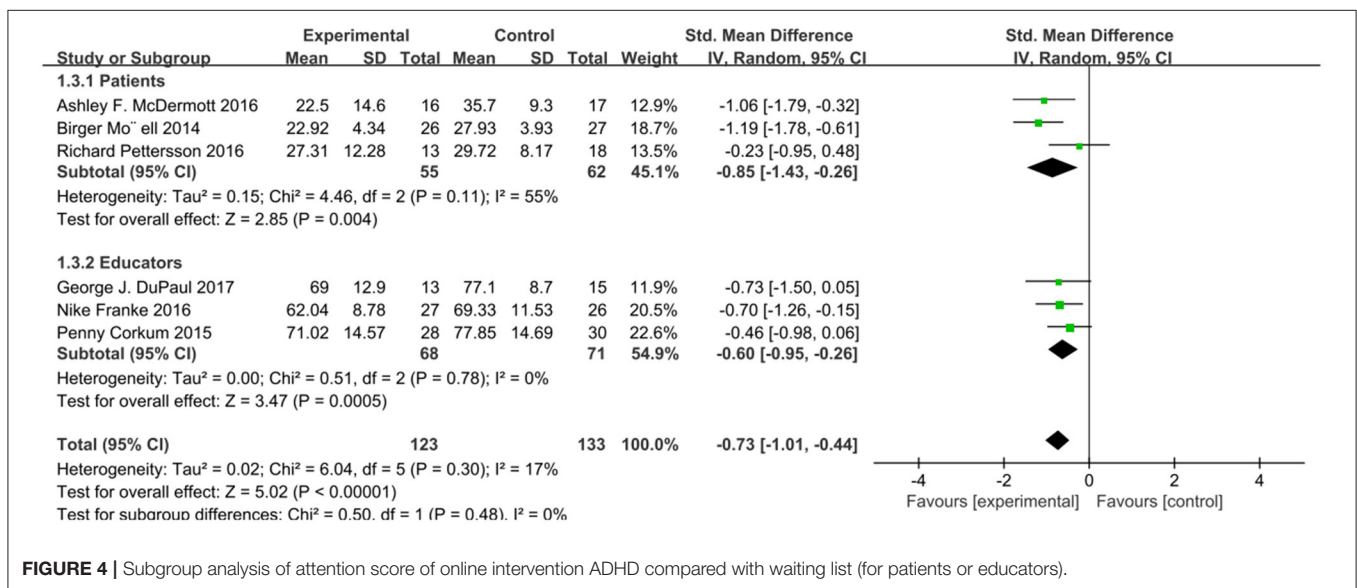 Experimental Control Std. Mean Difference Std. Mean Difference
Study or Subgroup Mean SD Total Mean SD Total Weight IV, Random, 95% CI IV, Random, 95% CI
1.3.1 Patients
Ashley F. McDermott 2016 22.5 14.6 16 35.7 9.3 17 12.9% -1.06 [-1.79, -0.32]
Birger Mo¨ ell 2014 22.92 4.34 26 27.93 3.93 27 18.7% -1.19 [-1.78, -0.61]
Richard Pettersson 2016 27.31 12.28 13 29.72 8.17 18 13.5% -0.23 [-0.95, 0.48]
Subtotal (95% CI) 55 62 45.1% -0.85 [-1.43, -0.26]
Heterogeneity: Tau² = 0.15; Chi² = 4.46, df = 2 (P = 0.11); I² = 55%
Test for overall effect: Z = 2.85 (P = 0.004)
1.3.2 Educators
George J. DuPaul 2017 69 12.9 13 77.1 8.7 15 11.9% -0.73 [-1.50, 0.05]
Nike Franke 2016 62.04 8.78 27 69.33 11.53 26 20.5% -0.70 [-1.26, -0.15]
Penny Corkum 2015 71.02 14.57 28 77.85 14.69 30 22.6% -0.46 [-0.98, 0.06]
Subtotal (95% CI) 68 71 54.9% -0.60 [-0.95, -0.26]
Heterogeneity: Tau² = 0.00; Chi² = 0.51, df = 2 (P = 0.78); I² = 0%
Test for overall effect: Z = 3.47 (P = 0.0005)
Total (95% CI) 123 133 100.0% -0.73 [-1.01, -0.44]
Heterogeneity: Tau² = 0.02; Chi² = 6.04, df = 5 (P = 0.30); I² = 17%
Test for overall effect: Z = 5.02 (P < 0.00001)
Test for subgroup differences: Chi² = 0.50, df = 1 (P = 0.48), I² = 0%
-4 -2 0 2 4
Favours [experimental] Favours [control]
FIGURE 4 | Subgroup analysis of attention score of online intervention ADHD compared with waiting list (for patients or educators).